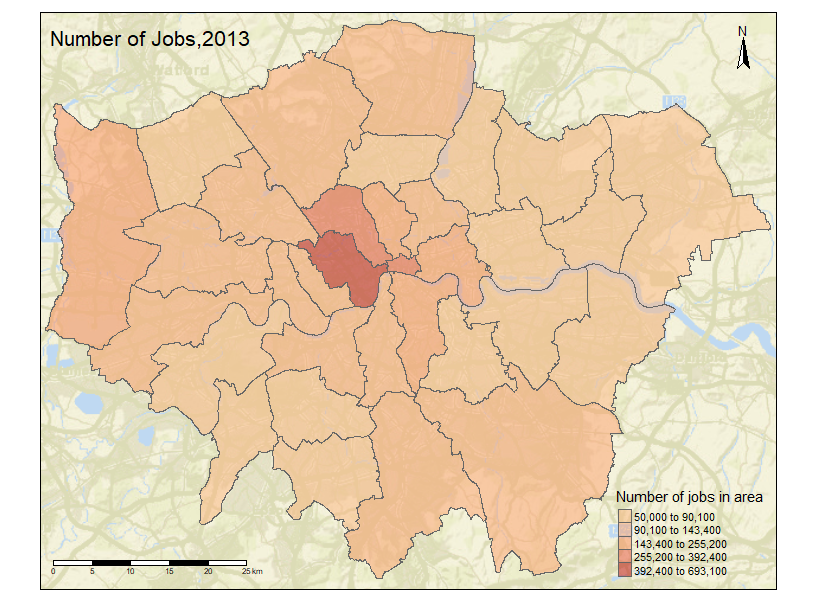 Number of Jobs,2013
N
Watford
Number of jobs in area
50,000 to 90,100
90,100 to 143,400
143,400 to 255,200
255,200 to 392,400
392,400 to 693,100
0 5 10 15 20 25 km